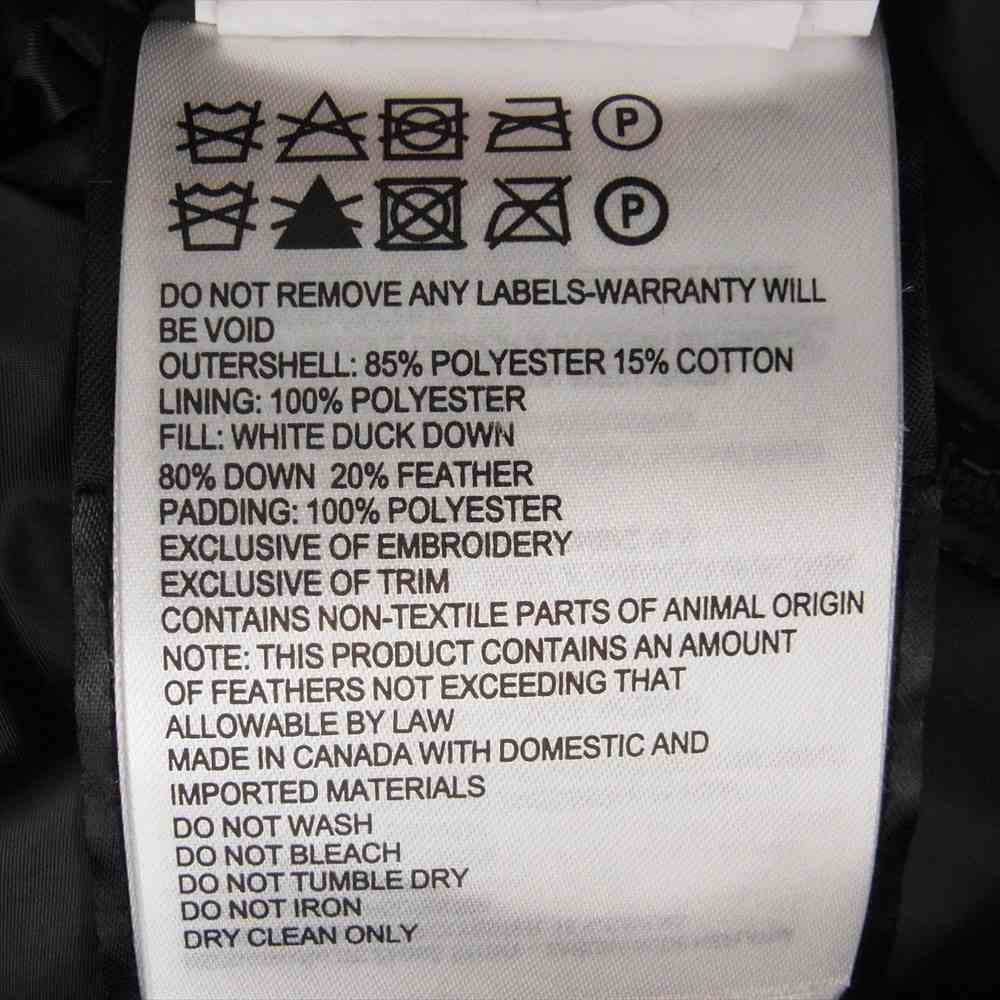 P
P
DO NOT REMOVE ANY LABELS-WARRANTY WILL
BE VOID
OUTERSHELL: 85% POLYESTER 15% COTTON
LINING: 100% POLYESTER
FILL: WHITE DUCK DOWN
80% DOWN 20% FEATHER
PADDING: 100% POLYESTER
EXCLUSIVE OF EMBROIDERY
EXCLUSIVE OF TRIM
CONTAINS NON-TEXTILE PARTS OF ANIMAL ORIGIN
NOTE: THIS PRODUCT CONTAINS AN AMOUNT
OF FEATHERS NOT EXCEEDING THAT
ALLOWABLE BY LAW
MADE IN CANADA WITH DOMESTIC AND
IMPORTED MATERIALS
DO NOT WASH
DO NOT BLEACH
DO NOT TUMBLE DRY
DO NOT IRON
DRY CLEAN ONLY